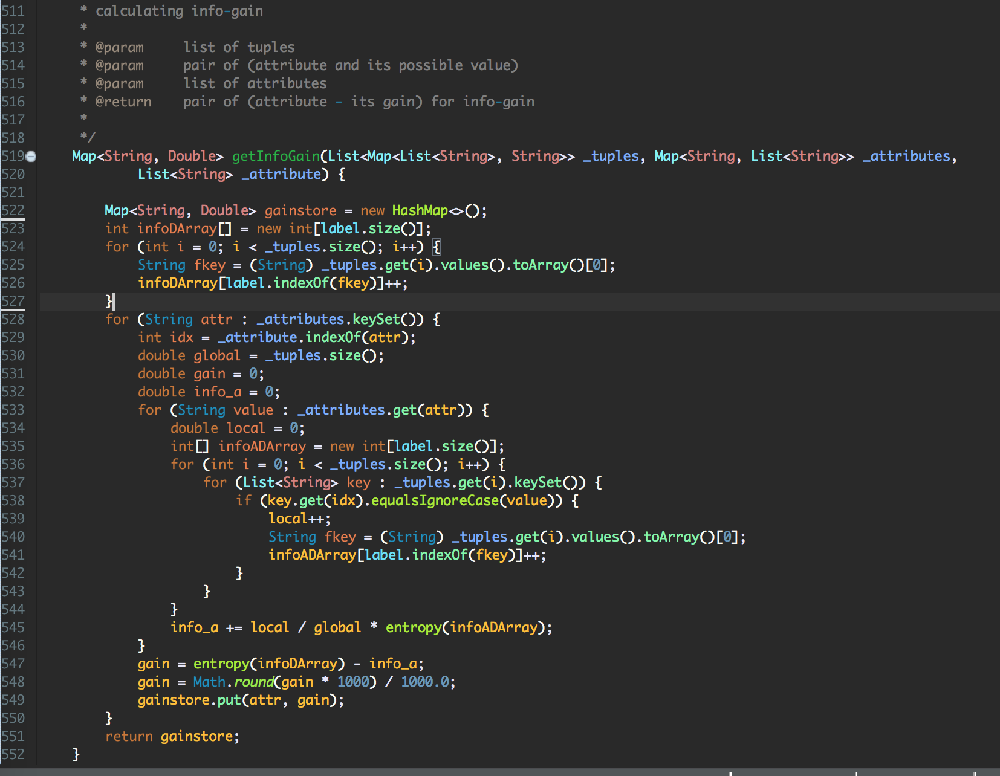 511 * calculating info-gain
512 *
513 * @param list of tuples
514 * @param pair of (attribute and its possible value)
515 * @param list of attributes
516 * @return pair of (attribute - its gain) for info-gain
517 *
518 */
519 Map<String, Double> getInfoGain(List<Map<List<String>, String>> _tuples, Map<String, List<String>> _attributes,
520 List<String> _attribute) {
521
522 Map<String, Double> gainstore = new HashMap<>();
523 int infoDArray[] = new int[label.size()];
524 for (int i = 0; i < _tuples.size(); i++) {
525 String fkey = (String) _tuples.get(i).values().toArray()[0];
526 infoDArray[label.indexOf(fkey)]++;
527 }
528 for (String attr : _attributes.keySet()) {
529 int idx = _attribute.indexOf(attr);
530 double global = _tuples.size();
531 double gain = 0;
532 double info_a = 0;
533 for (String value : _attributes.get(attr)) {
534 double local = 0;
535 int[] infoADArray = new int[label.size()];
536 for (int i = 0; i < _tuples.size(); i++) {
537 for (List<String> key : _tuples.get(i).keySet()) {
538 if (key.get(idx).equalsIgnoreCase(value)) {
539 local++;
540 String fkey = (String) _tuples.get(i).values().toArray()[0];
541 infoADArray[label.indexOf(fkey)]++;
542 }
543 }
544 }
545 info_a += local / global * entropy(infoADArray);
546 }
547 gain = entropy(infoDArray) - info_a;
548 gain = Math.round(gain * 1000) / 1000.0;
549 gainstore.put(attr, gain);
550 }
551 return gainstore;
552 }